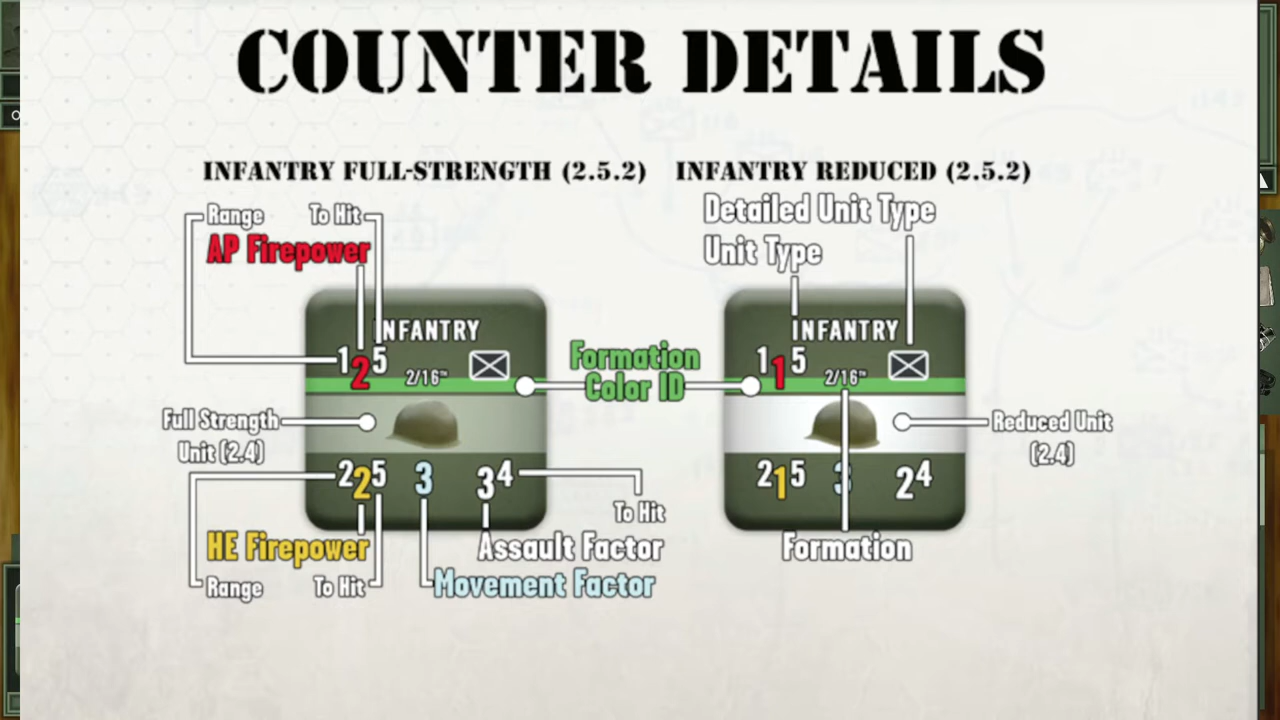 COUNTER DETAILS
INFANTRY FULL-STRENGTH (2.5.2)
INFANTRY REDUCED (2.5.2)
Range
To Hit
AP Firepower
Detailed Unit Type
Unit Type
INFANTRY
1 2 5
2/16TH
Formation
Color ID
INFANTRY
1 1 5
2/16TH
Full Strength
Unit (2.4)
Reduced Unit
(2.4)
2 2 5
3
3 4
2 1 5
3
2 4
To Hit
HE Firepower
Assault Factor
Formation
Range
To Hit
Movement Factor